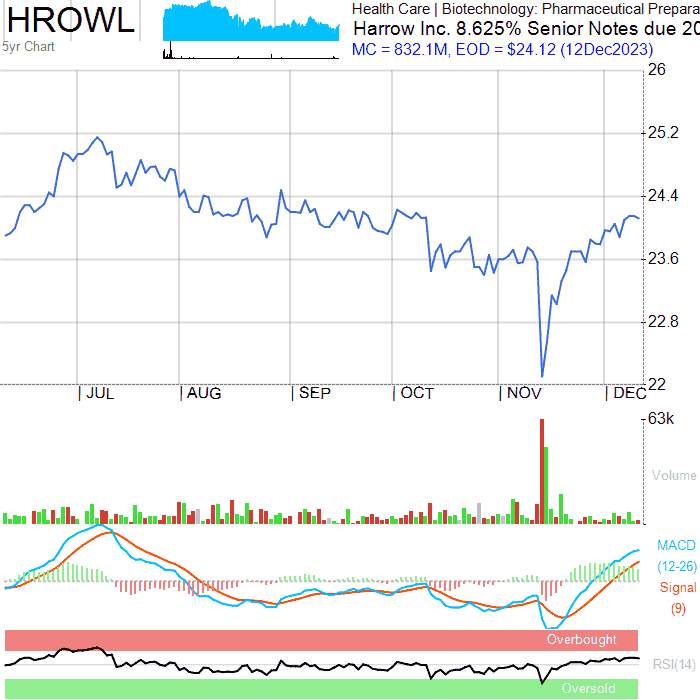 HROWL
5yr Chart
Health Care | Biotechnology: Pharmaceutical Prepara
Harrow Inc. 8.625% Senior Notes due 20
MC = 832.1M, EOD = $24.12 (12Dec2023)
26
25.2
24.4
23.6
22.8
22
JUL
AUG
SEP
OCT
NOV
DEC
63k
Volume
MACD
(12-26)
Signal
(9)
Overbought
RSI(14)
Oversold